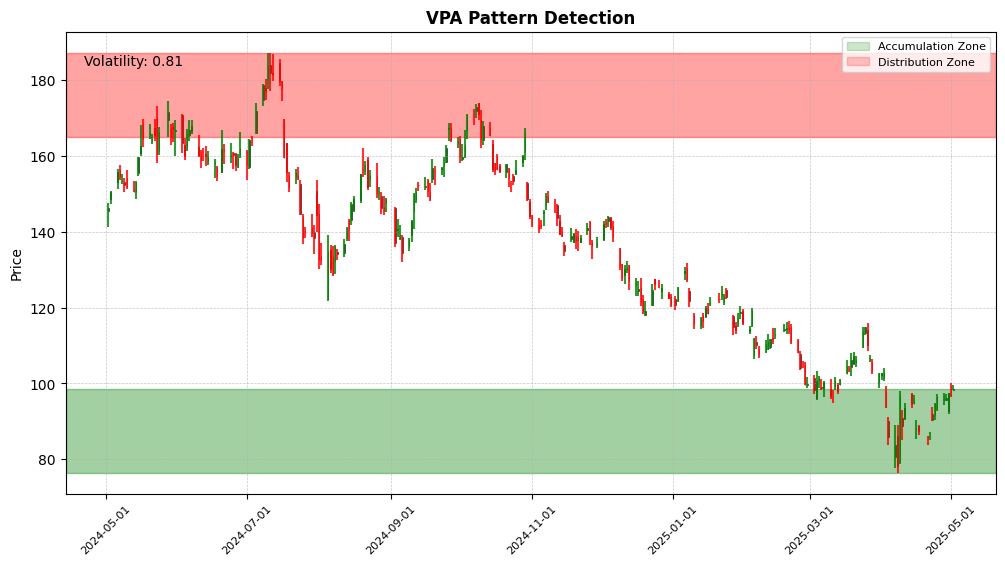 VPA Pattern Detection
Volatility: 0.81
Accumulation Zone
Distribution Zone
Price
180
160
140
120
100
80
2024-05-01
2024-07-01
2024-09-01
2024-11-01
2025-01-01
2025-03-01
2025-05-01